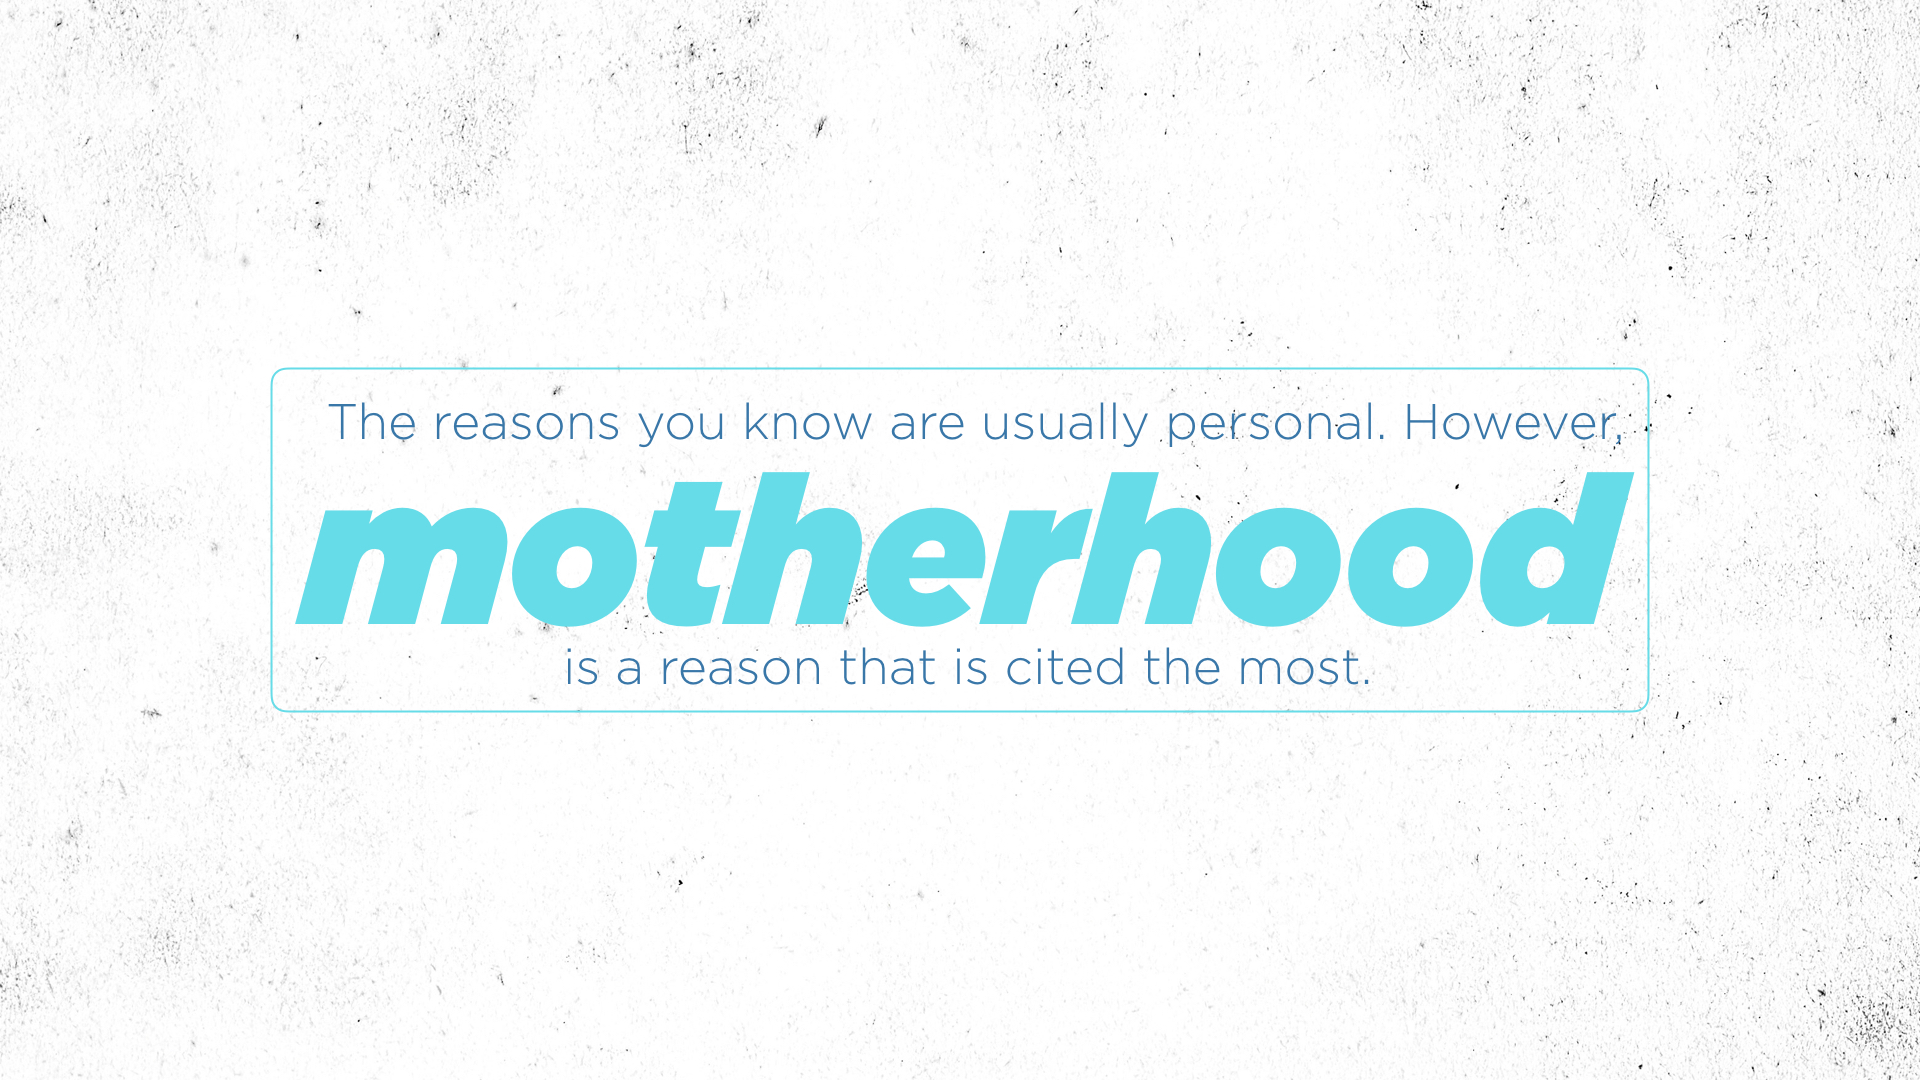 The reasons you know are usually personal. However,
motherhood
is a reason that is cited the most.